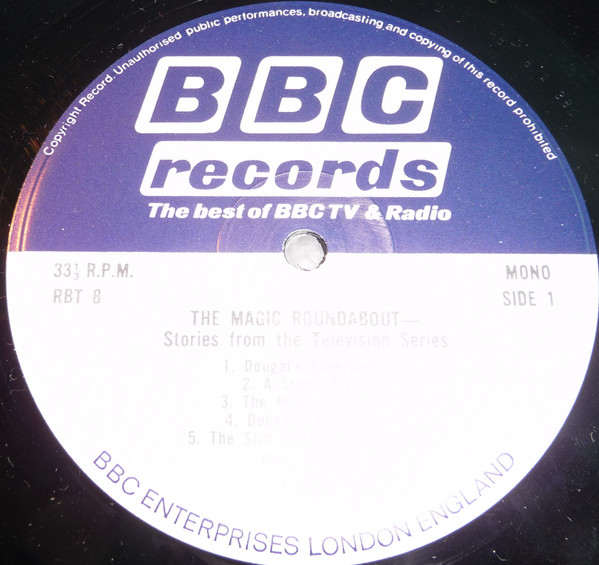 Copyright Record. Unauthorised public performances, broadcasting and copying of this record prohibited
BBC
records
The best of BBC TV & Radio
33⅓ R.P.M.
RBT 8
MONO
SIDE 1
THE MAGIC ROUNDABOUT—
Stories from the Television Series
1. Dougal's
2. A
3. The
4.
5. The
BBC ENTERPRISES LONDON ENGLAND